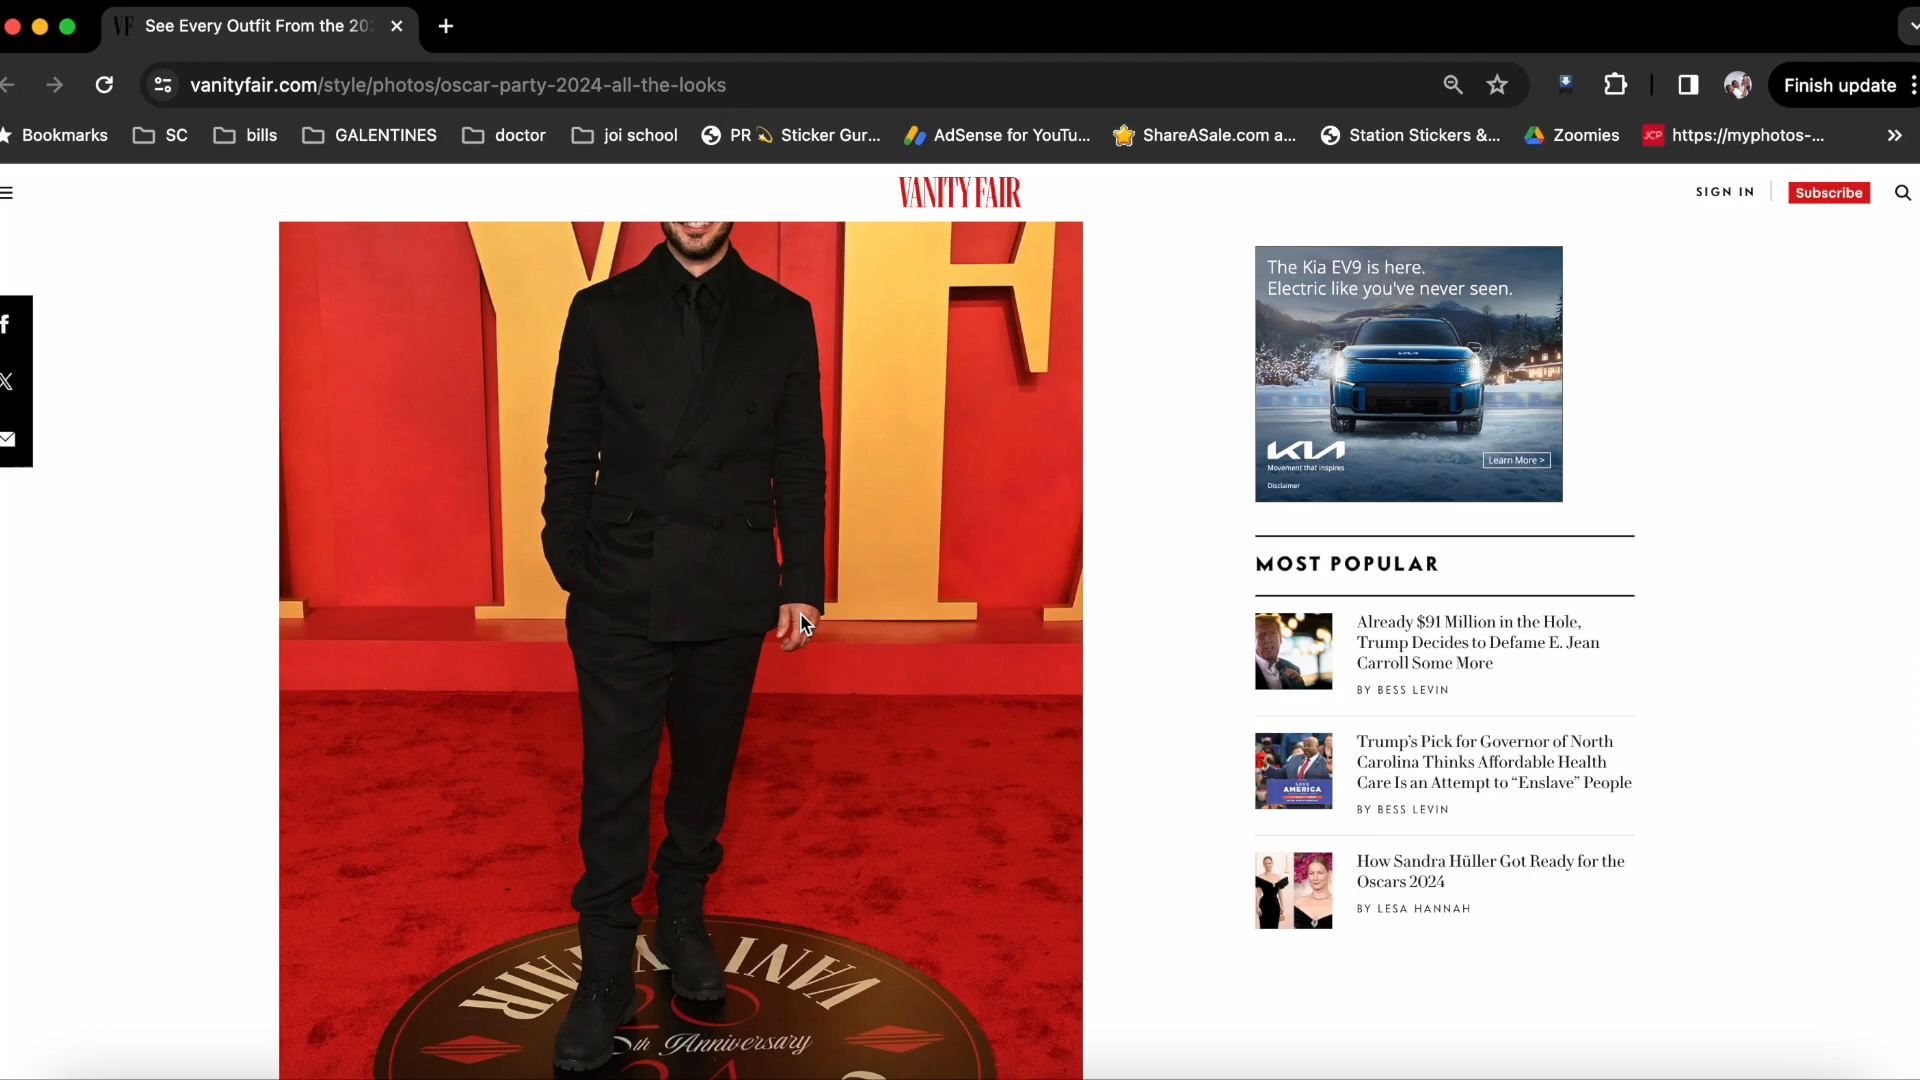 See Every Outfit From the 20
vanityfair.com/style/photos/oscar-party-2024-all-the-looks
Finish update
Bookmarks
SC
bills
GALENTINES
doctor
joi school
PR 💫 Sticker Gur...
AdSense for YouTu...
ShareASale.com a...
Station Stickers &...
Zoomies
https://myphotos-...
VANITY FAIR
SIGN IN
Subscribe
The Kia EV9 is here.
Electric like you've never seen.
KIA
Movement that inspires
Learn More >
Disclaimer
MOST POPULAR
Already $91 Million in the Hole,
Trump Decides to Defame E. Jean
Carroll Some More
BY BESS LEVIN
Trump's Pick for Governor of North
Carolina Thinks Affordable Health
Care Is an Attempt to “Enslave” People
BY BESS LEVIN
AMERICA
How Sandra Hüller Got Ready for the
Oscars 2024
BY LESA HANNAH
th Anniversary